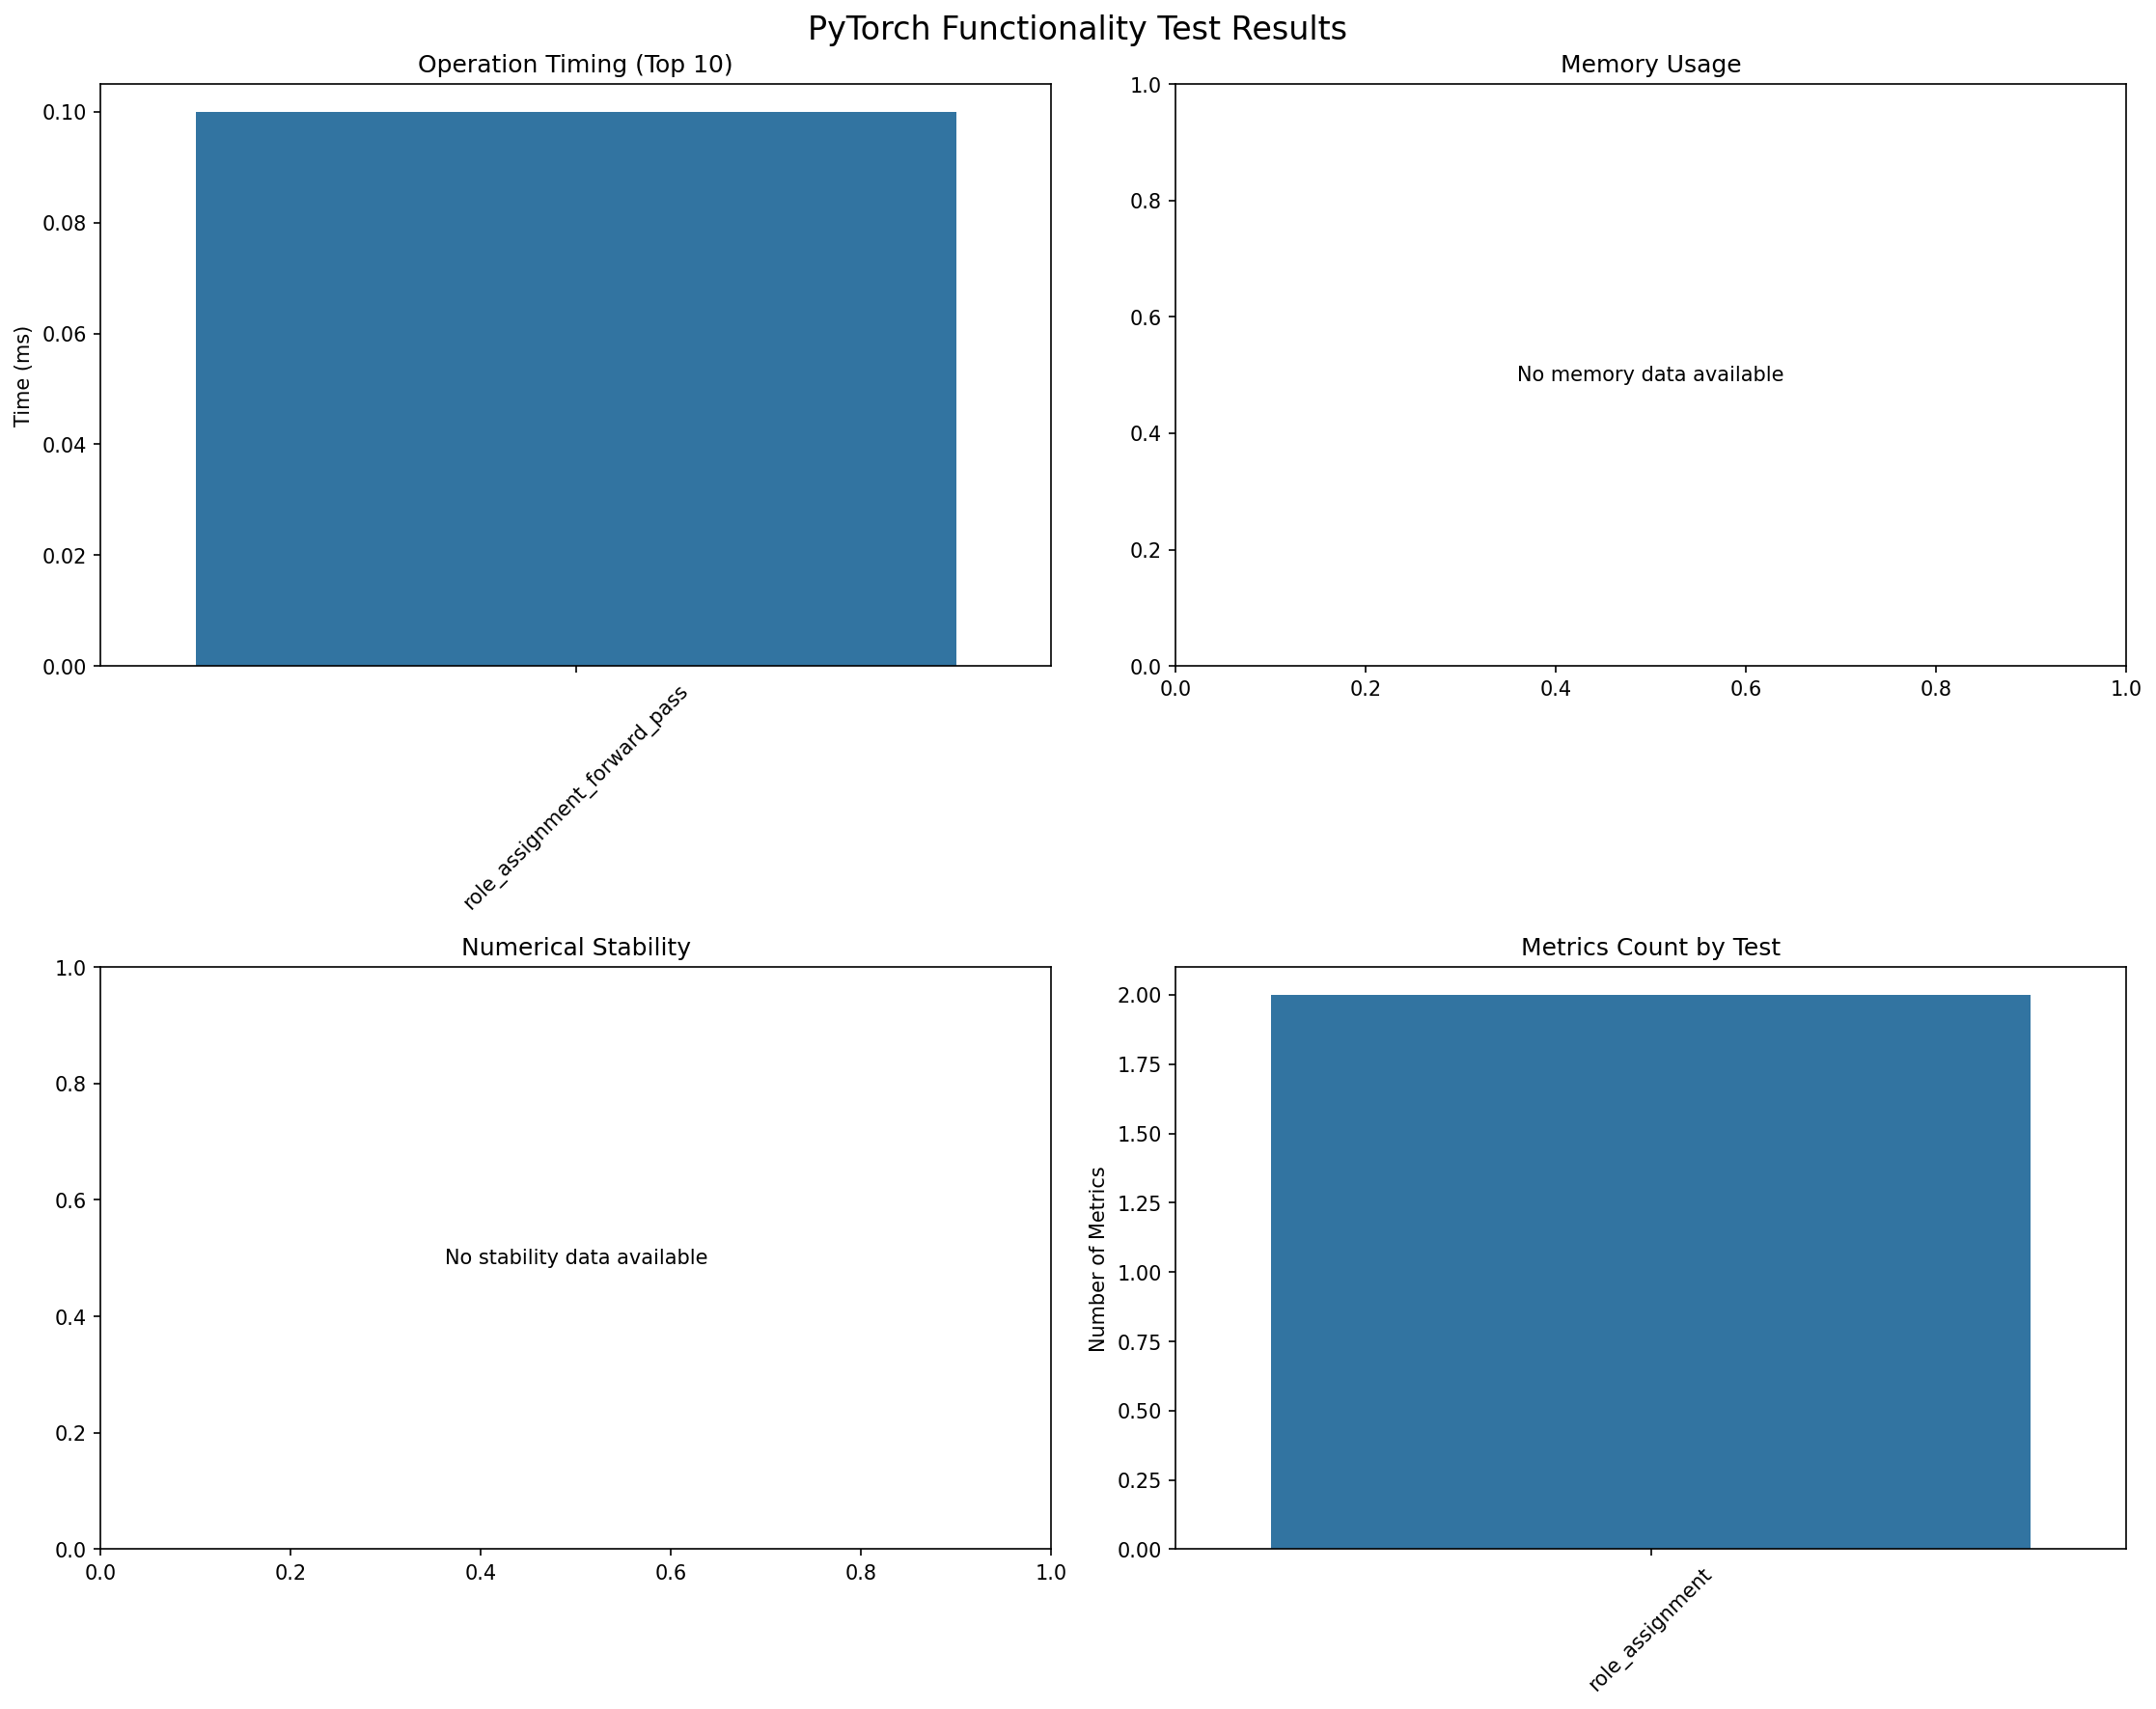 PyTorch Functionality Test Results
Operation Timing (Top 10)
Time (ms)
0.10
0.08
0.06
0.04
0.02
0.00
role_assignment_forward_pass
Memory Usage
1.0
0.8
0.6
0.4
0.2
0.0
No memory data available
0.0 0.2 0.4 0.6 0.8 1.0
Numerical Stability
1.0
0.8
0.6
0.4
0.2
0.0
No stability data available
0.0 0.2 0.4 0.6 0.8 1.0
Metrics Count by Test
Number of Metrics
2.00
1.75
1.50
1.25
1.00
0.75
0.50
0.25
0.00
role_assignment